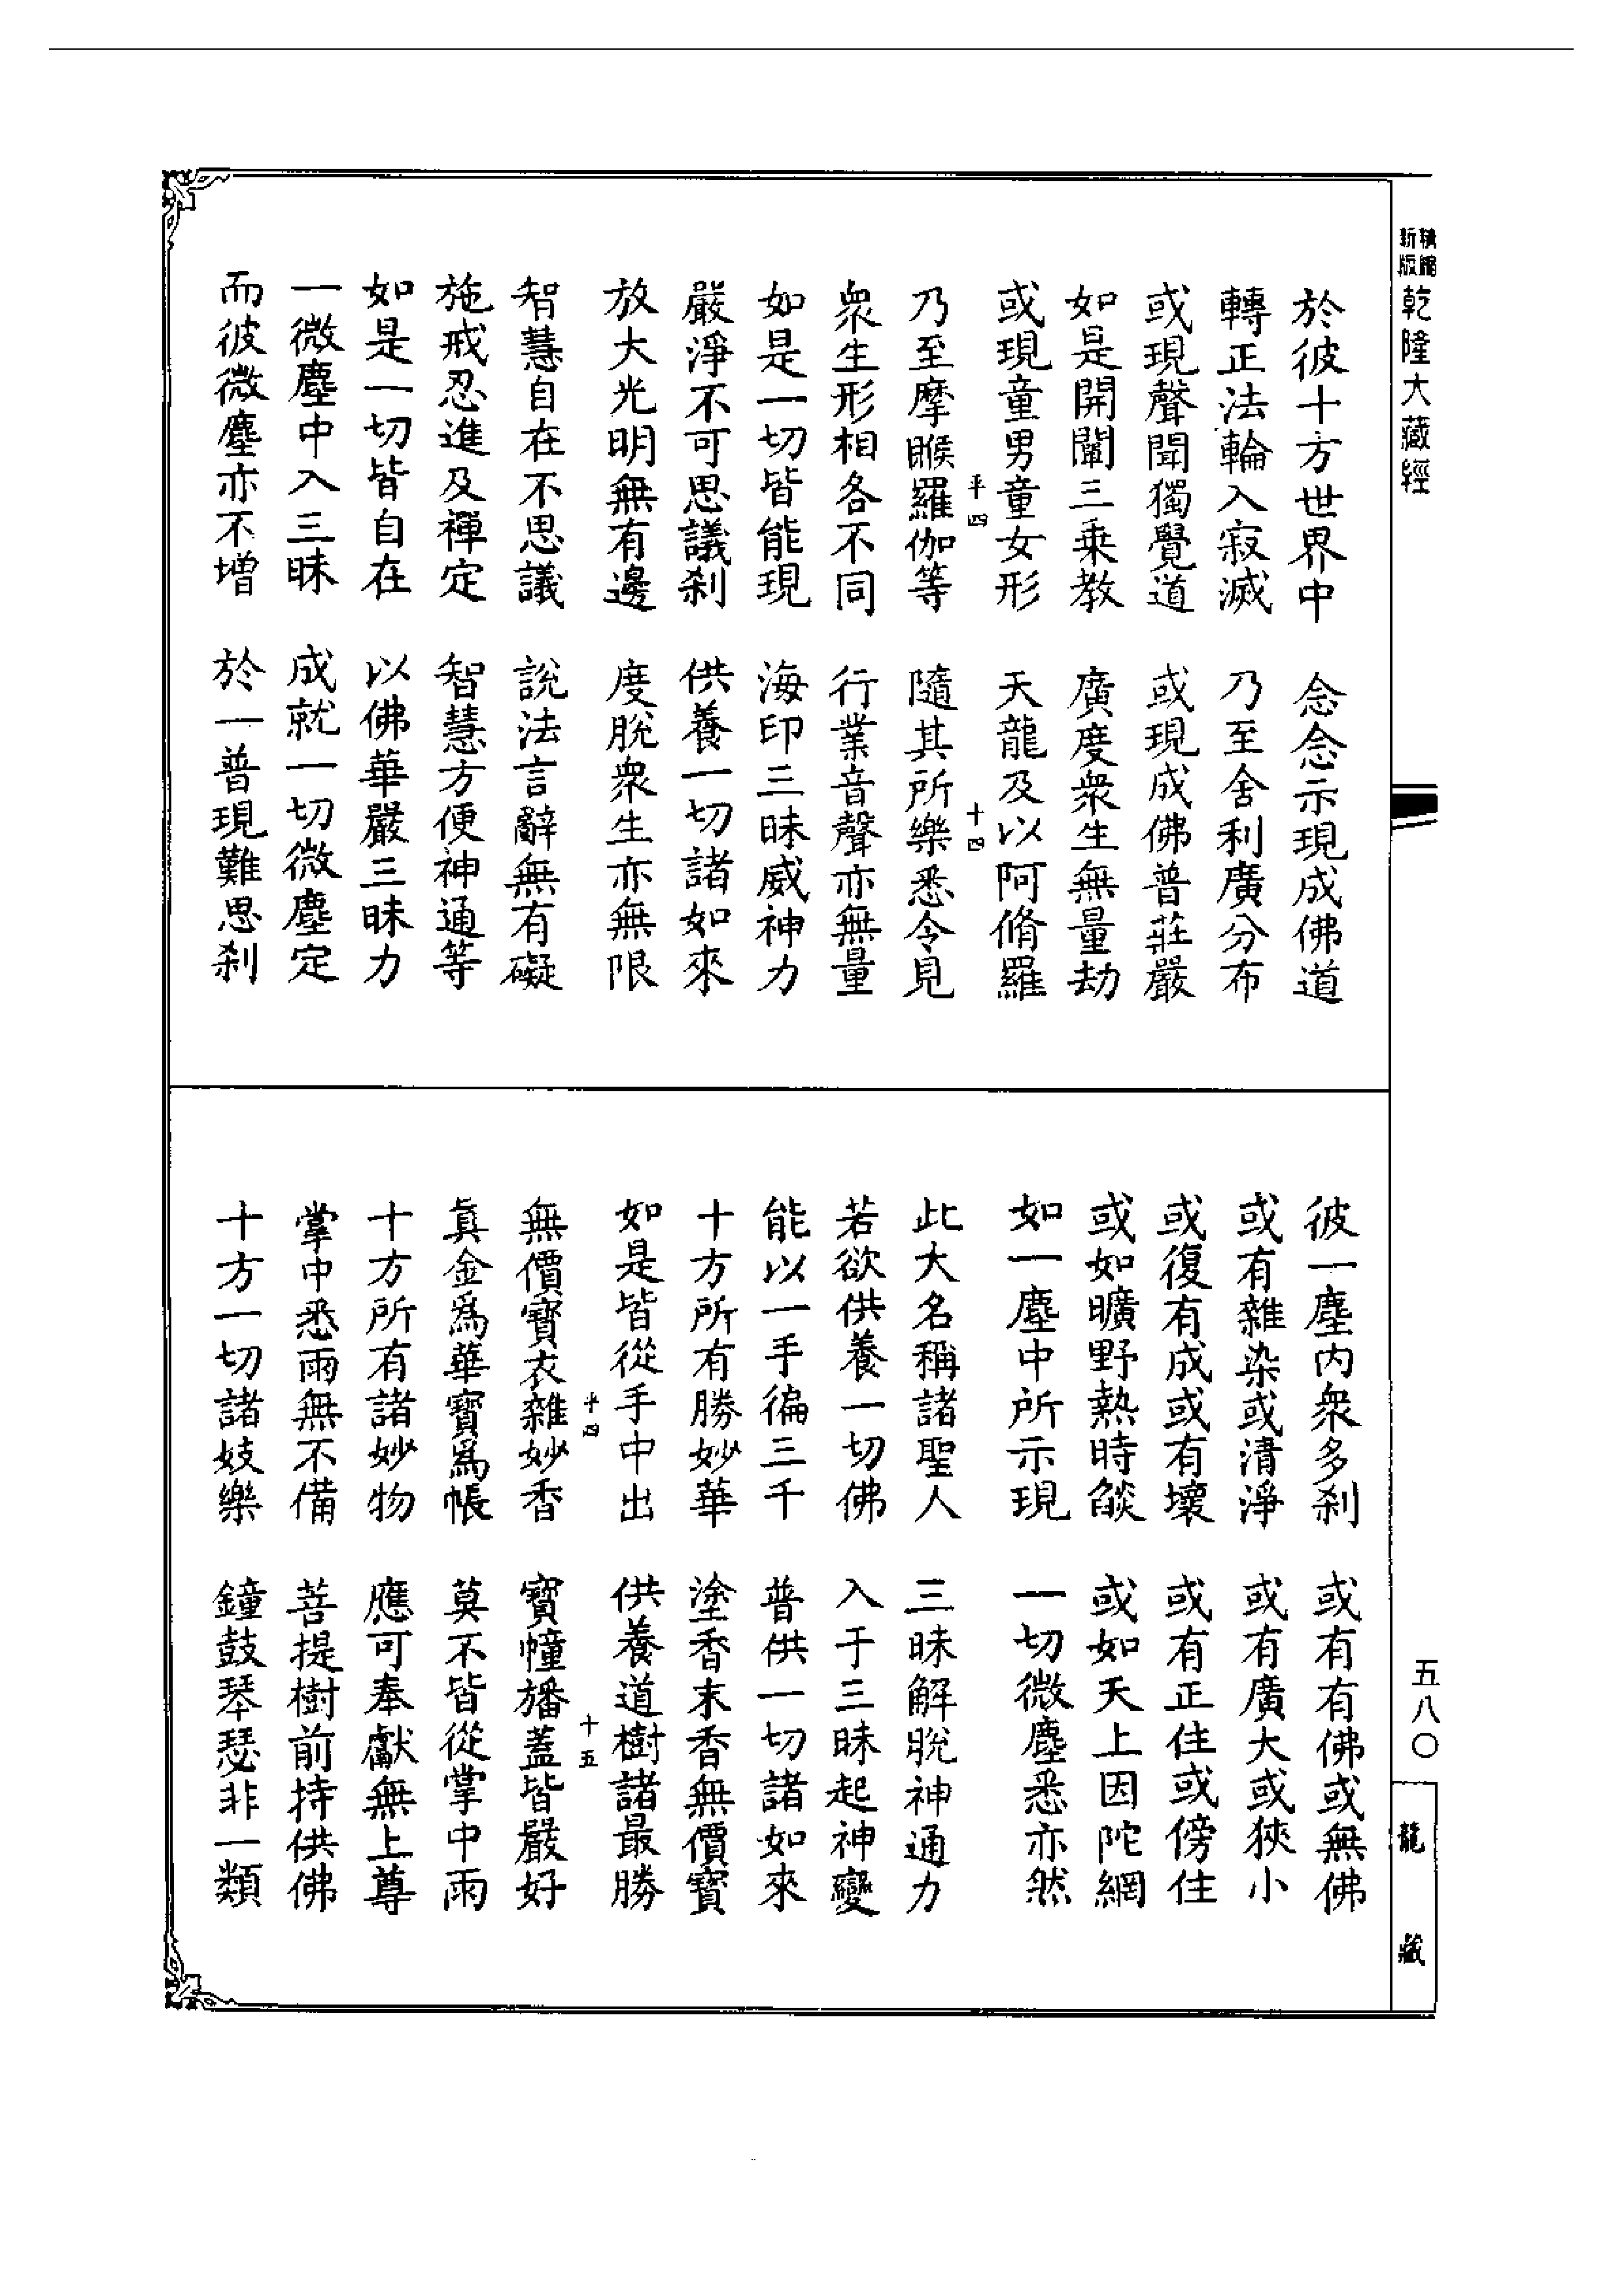 精縮新版乾隆大藏經
於彼十方世界中　念念示現成佛道
轉正法輪入寂滅　乃至舍利廣分布
或現聲聞獨覺道　或現成佛普莊嚴
如是開闡三乗教　廣度衆生無量劫
或現童男童女形　天龍及以阿脩羅
平四　十四
乃至摩睺羅伽等　隨其所樂悉令見
衆生形相各不同　行業音聲亦無量
如是一切皆能現　海印三昧威神力
嚴淨不可思議刹　供養一切諸如來
放大光明無有邊　度脫衆生亦無限
智慧自在不思議　說法言辭無有礙
施戒忍進及禪定　智慧方便神通等
如是一切皆自在　以佛華嚴三昧力
一微塵中入三昧　成就一切微塵定
而彼微塵亦不增　於一普現難思刹
彼一塵内衆多刹　或有有佛或無佛
或有雜染或清淨　或有廣大或狹小
或復有成或有壞　或有正住或傍住
或如曠野熱時燄　或如天上因陀網
如一塵中所示現　一切微塵悉亦然
此大名稱諸聖人　三昧解脫神通力
若欲供養一切佛　入于三昧起神變
能以一手徧三千　普供一切諸如來
十方所有勝妙華　塗香末香無價寶
如是皆從手中出　供養道樹諸最勝
平四　十五
無價寶衣雜妙香　寶幢旛蓋皆嚴好
眞金爲華寶爲帳　莫不皆從掌中雨
十方所有諸妙物　應可奉獻無上尊
掌中悉雨無不備　菩提樹前持供佛
十方一切諸妓樂　鐘鼓琴瑟非一類
五八〇
龍藏